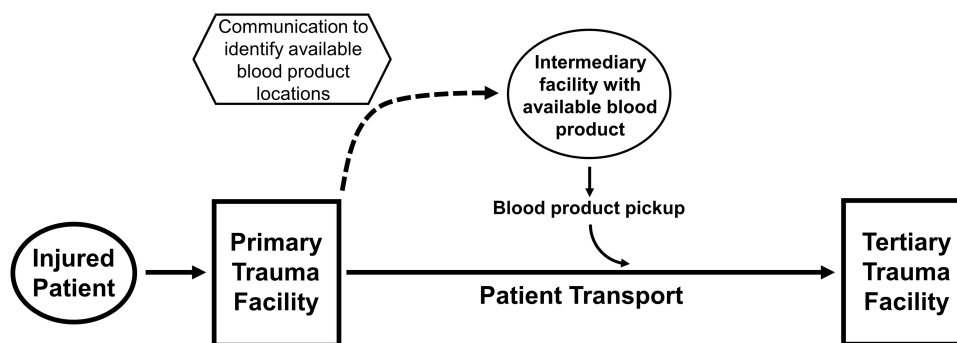 Communication to
identify available
blood product
locations
Intermediary
facility with
available blood
product
Blood product pickup
Injured
Patient
Primary
Trauma
Facility
Patient Transport
Tertiary
Trauma
Facility